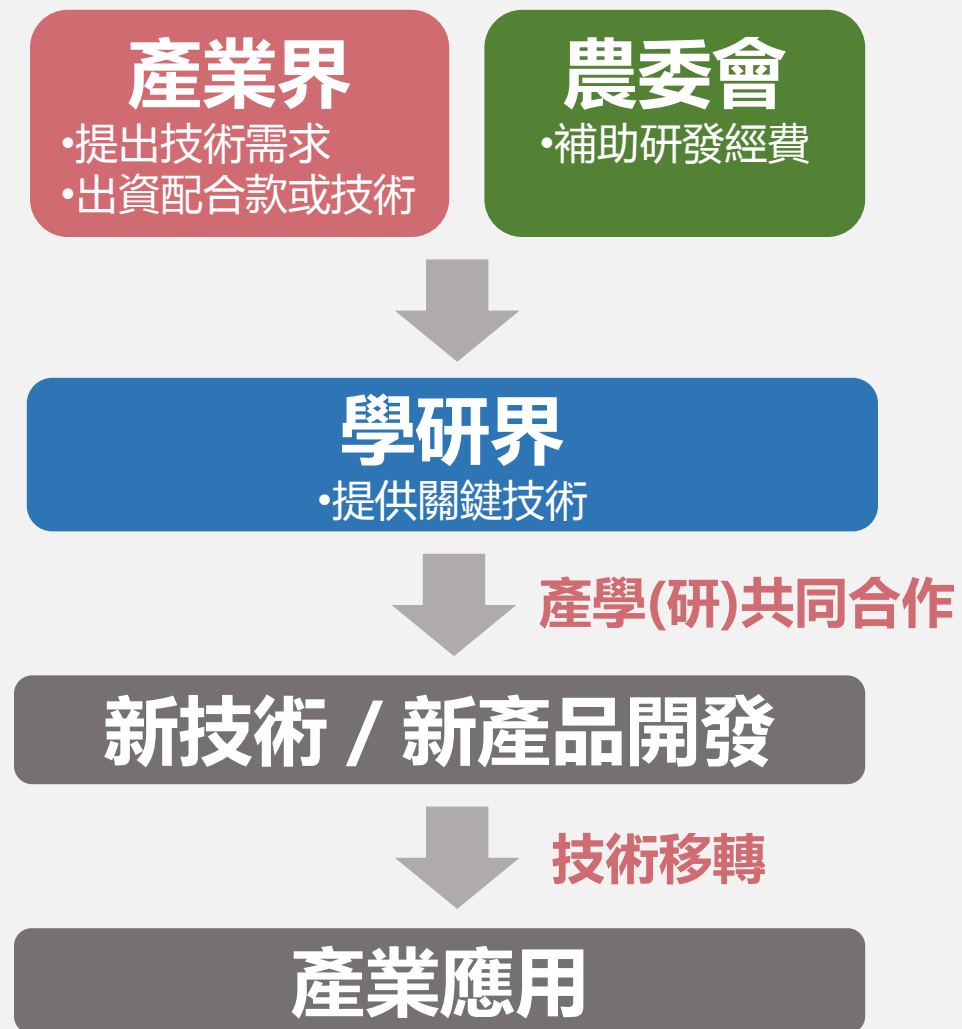 產業界
•提出技術需求
•出資配合款或技術
農委會
•補助研發經費
學研界
•提供關鍵技術
產學(研)共同合作
新技術 / 新產品開發
技術移轉
產業應用